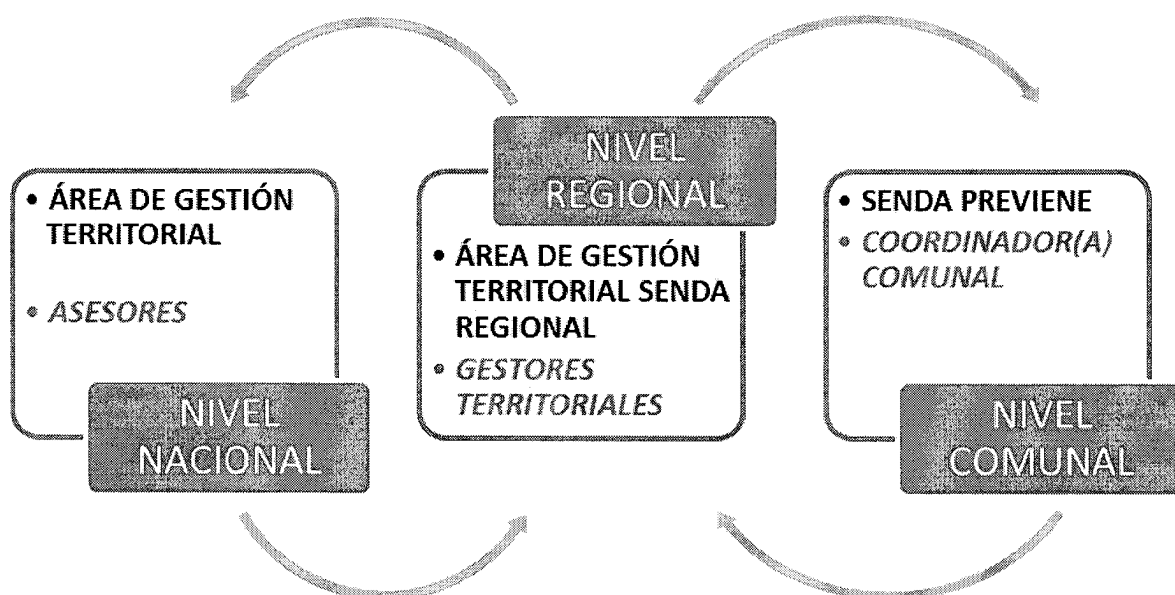 • ÁREA DE GESTIÓN
TERRITORIAL
• ASESORES
NIVEL
NACIONAL
NIVEL
REGIONAL
• ÁREA DE GESTIÓN
TERRITORIAL SENDA
REGIONAL
• GESTORES
TERRITORIALES
• SENDA PREVIENE
• COORDINADOR(A)
COMUNAL
NIVEL
COMUNAL